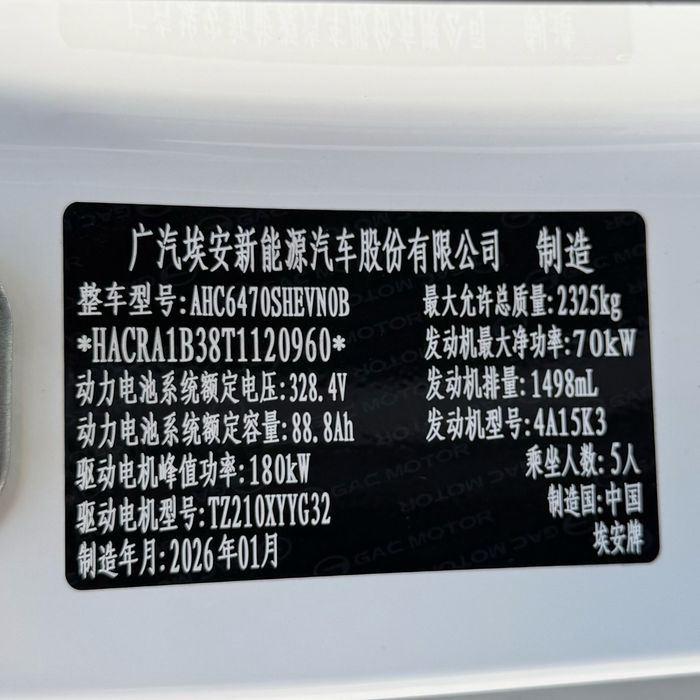 广汽埃安新能源汽车股份有限公司 制造
整车型号:AHC6470SHEVN0B 最大允许总质量:2325kg
*HACRA1B38T1120960* 发动机最大净功率:70kW
动力电池系统额定电压:328.4V 发动机排量:1498mL
动力电池系统额定容量:88.8Ah 发动机型号:4A15K3
驱动电机峰值功率:180kW 乘坐人数:5人
驱动电机型号:TZ210XYYG32 制造国:中国
制造年月:2026年01月 埃安牌
GAC MOTOR